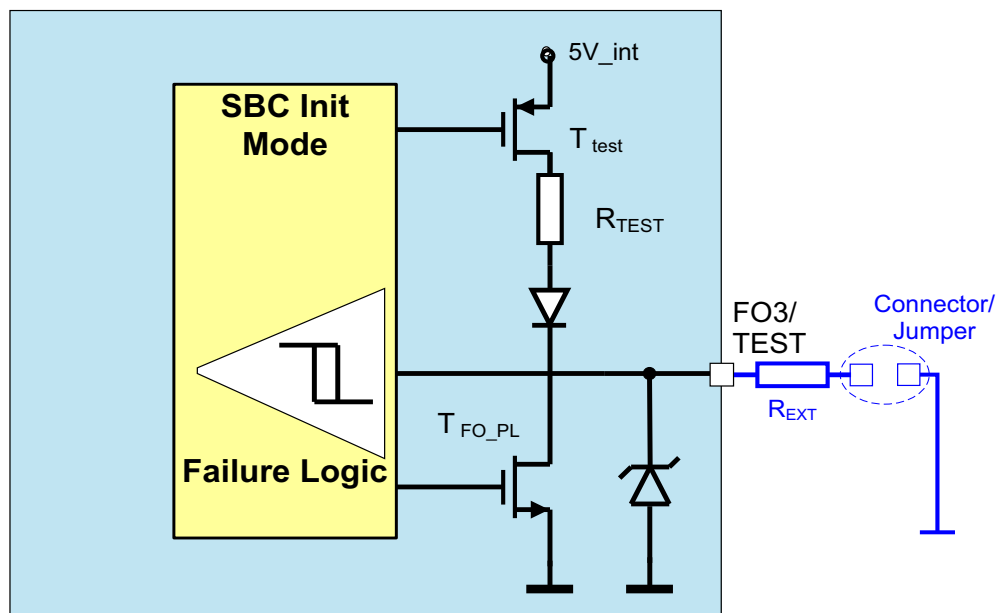 5V_int
SBC Init
Mode
T test
RTEST
FO3/
TEST
Connector/
Jumper
REXT
T FO_PL
Failure Logic